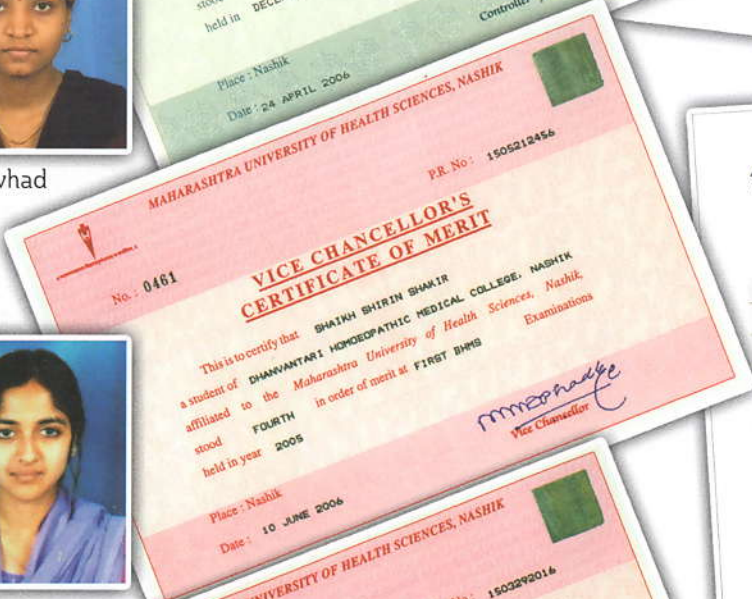 held in DECE
Controller
Place : Nashik
Date : 24 APRIL 2006
vhad
MAHARASHTRA UNIVERSITY OF HEALTH SCIENCES, NASHIK
P.R. No : 1505212456
No. : 0461
VICE CHANCELLOR'S
CERTIFICATE OF MERIT
This is to certify that SHAIKH SHIRIN SHAKIR
a student of DHANVANTARI HOMOEOPATHIC MEDICAL COLLEGE, NASHIK
affiliated to the Maharashtra University of Health Sciences, Nashik,
stood FOURTH in order of merit at FIRST BHMS Examinations
held in year 2005
Vice Chancellor
Place : Nashik
Date : 10 JUNE 2006
UNIVERSITY OF HEALTH SCIENCES, NASHIK
No : 1503292016